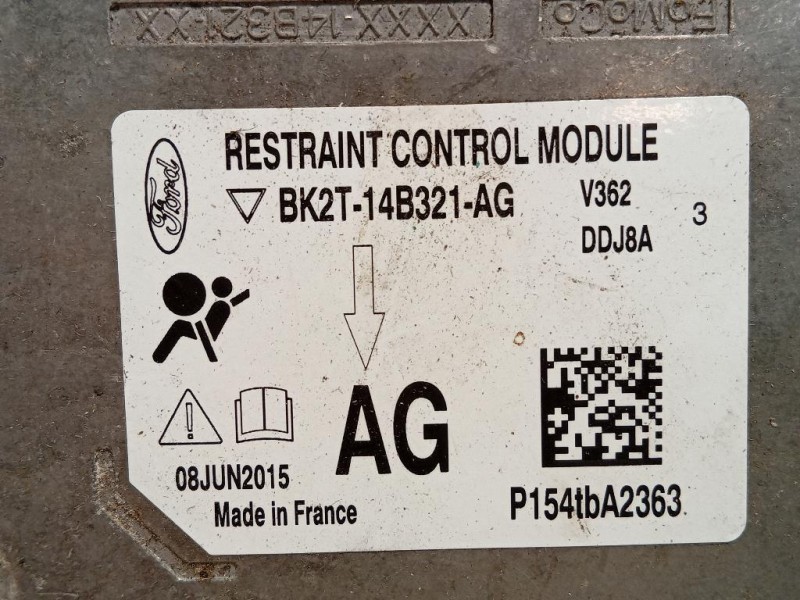 XXXX 14B321-XX
FoMoCo
Ford
RESTRAINT CONTROL MODULE
BK2T-14B321-AG
V362
3
DDJ8A
AG
08JUN2015
Made in France
P154tbA2363